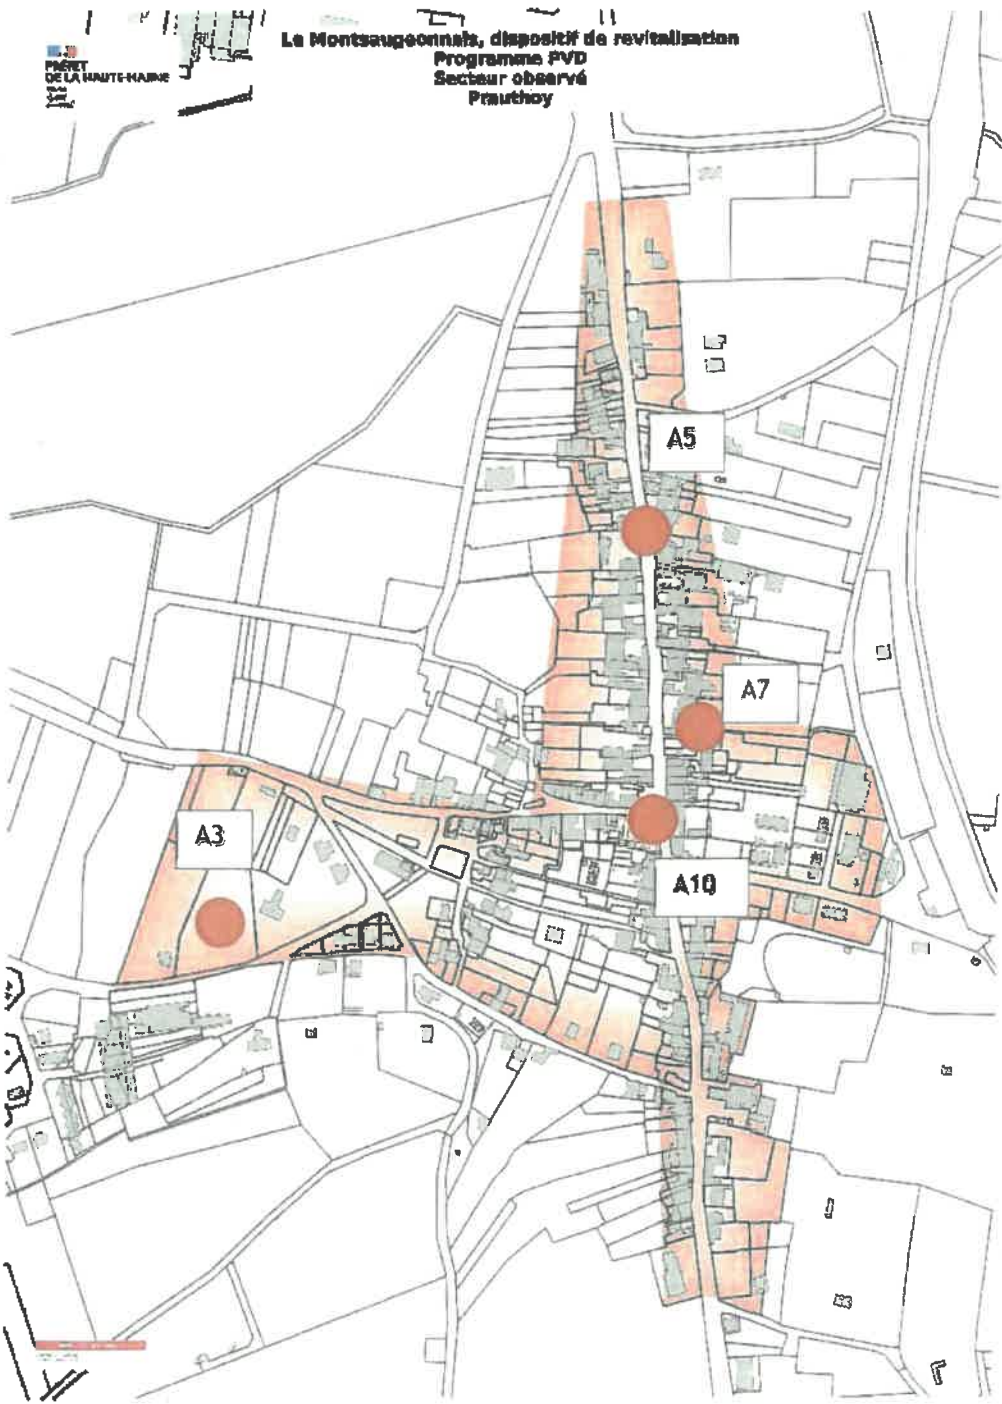 Le Montsaugeonnais, dispositif de revitalisation
Programme PVD
Secteur observé
Prauthoy
PRÉFET
DE LA HAUTE-MARNE
A5
A7
A3
A10